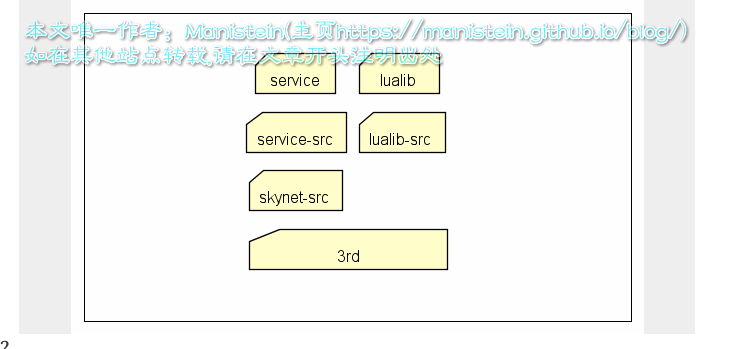 本文唯一作者：Manistein(主页https://manistein.github.io/blog/)
如在其他站点转载,请在文章开头注明出处
service lualib
service-src lualib-src
skynet-src
3rd
2